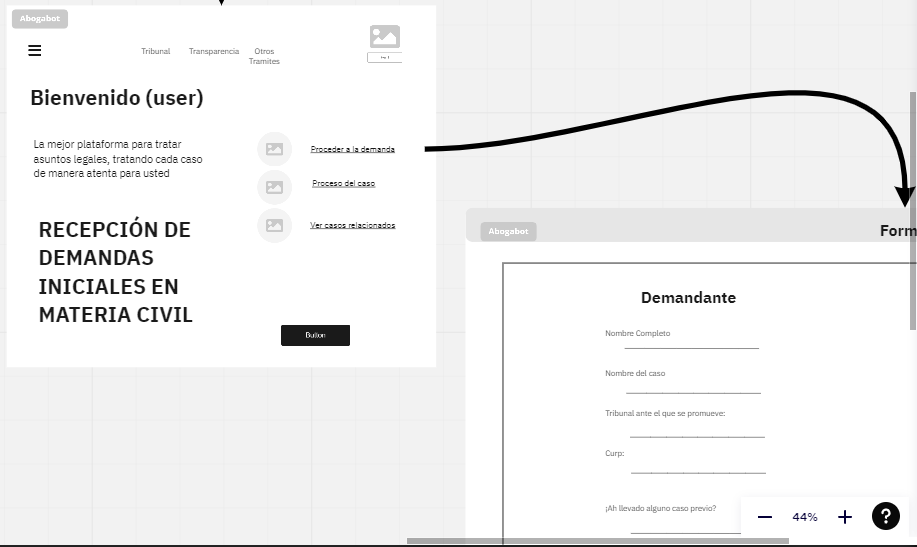 Abogabot
Tribunal
Transparencia
Otros
Tramites
Bienvenido (user)
La mejor plataforma para tratar
asuntos legales, tratando cada caso
de manera atenta para usted
Proceder a la demanda
Proceso del caso
Ver casos relacionados
RECEPCIÓN DE
DEMANDAS
INICIALES EN
MATERIA CIVIL
Button
Abogabot
Form
Demandante
Nombre Completo
Nombre del caso
Tribunal ante el que se promueve:
Curp:
¡Ah llevado alguno caso previo?
44%
?